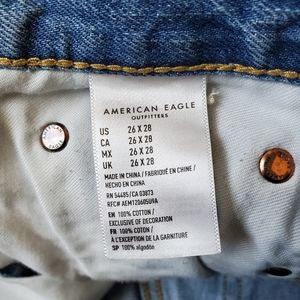 AMERICAN EAGLE
OUTFITTERS
US 26 X 28
CA 26 X 28
MX 26 X 28
UK 26 X 28
MADE IN CHINA / FABRIQUÉ EN CHINE /
HECHO EN CHINA
RN 54485/ CA 03873
RFC# AEM120605U9A
EN 100% COTTON /
EXCLUSIVE OF DECORATION
FR 100% COTON /
À L'EXCEPTION DE LA GARNITURE
SP 100% algodón